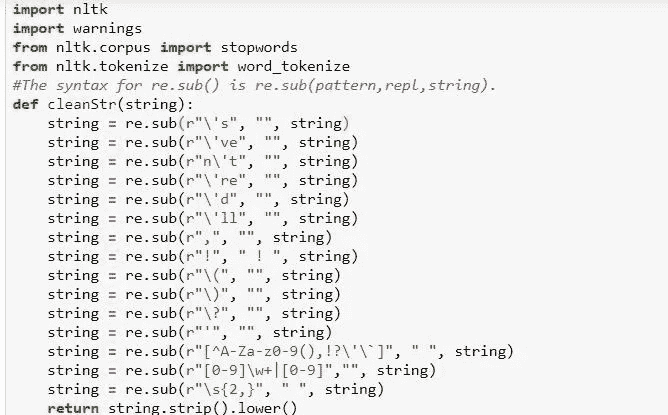 import nltk
import warnings
from nltk.corpus import stopwords
from nltk.tokenize import word_tokenize
#The syntax for re.sub() is re.sub(pattern,repl,string).
def cleanStr(string):
    string = re.sub(r"\'s", "", string)
    string = re.sub(r"\'ve", "", string)
    string = re.sub(r"n\'t", "", string)
    string = re.sub(r"\'re", "", string)
    string = re.sub(r"\'d", "", string)
    string = re.sub(r"\'ll", "", string)
    string = re.sub(r",", "", string)
    string = re.sub(r"!", " ! ", string)
    string = re.sub(r"\(", "", string)
    string = re.sub(r"\)", "", string)
    string = re.sub(r"\?", "", string)
    string = re.sub(r"'", "", string)
    string = re.sub(r"[^A-Za-z0-9(),!?\'\`]", " ", string)
    string = re.sub(r"[0-9]\w+|[0-9]","", string)
    string = re.sub(r"\s{2,}", " ", string)
    return string.strip().lower()